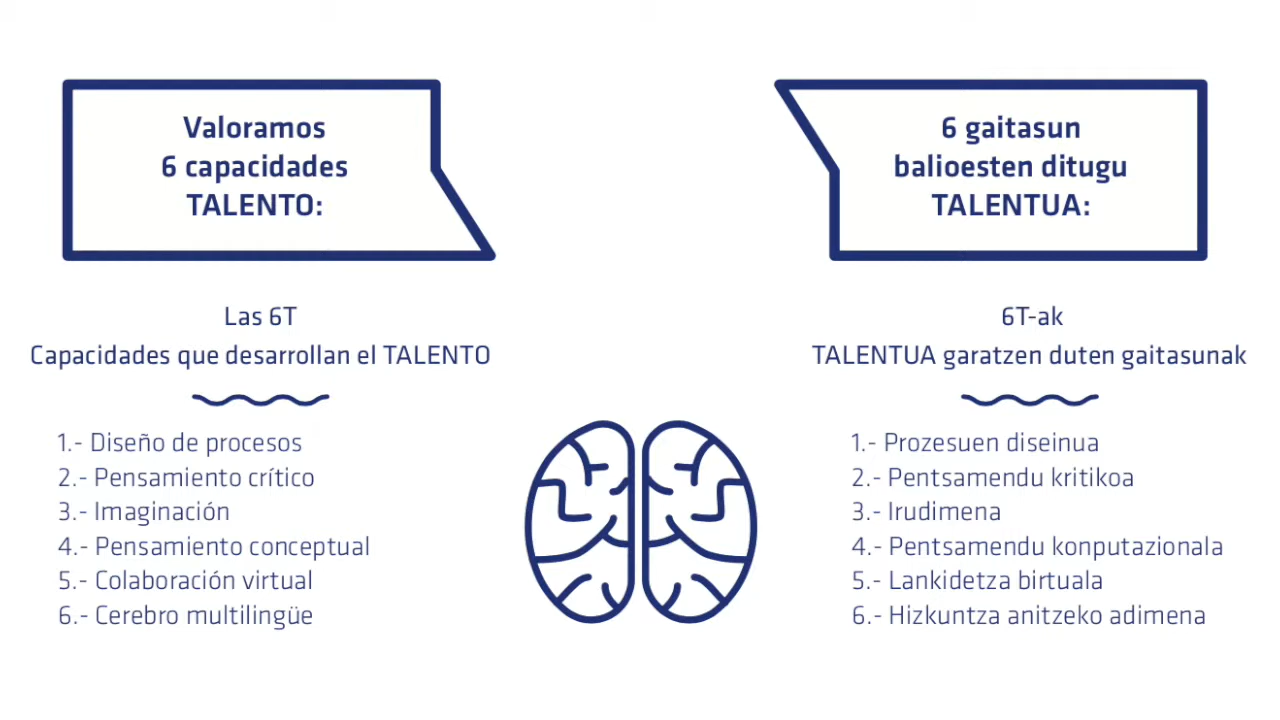 Valoramos
6 capacidades
TALENTO:
Las 6T
Capacidades que desarrollan el TALENTO
1.- Diseño de procesos
2.- Pensamiento crítico
3.- Imaginación
4.- Pensamiento conceptual
5.- Colaboración virtual
6.- Cerebro multilingüe
6 gaitasun
balioesten ditugu
TALENTUA:
6T-ak
TALENTUA garatzen duten gaitasunak
1.- Prozesuen diseinua
2.- Pentsamendu kritikoa
3.- Irudimena
4.- Pentsamendu konputazionala
5.- Lankidetza birtuala
6.- Hizkuntza anitzeko adimena